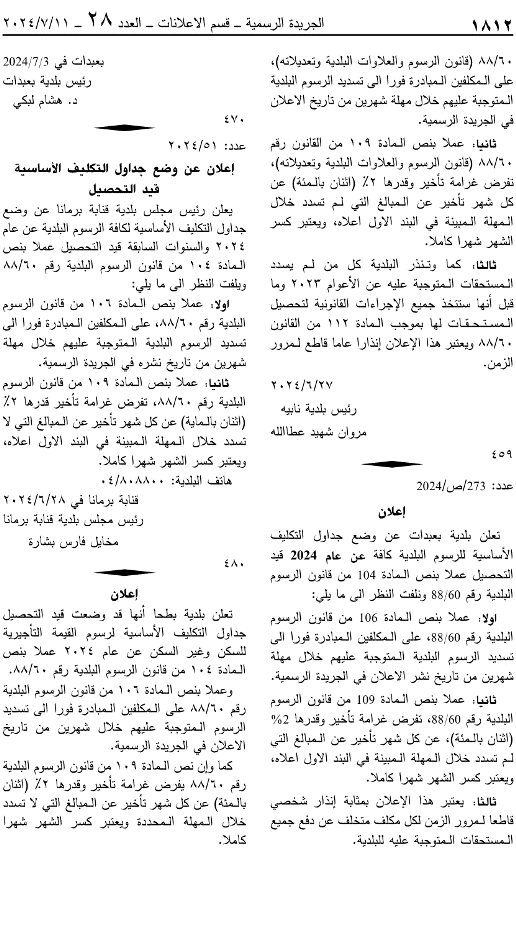 ١٨١٢
الجريدة الرسمية – قسم الاعلانات – العدد ٢٨ – ٢٠٢٤/٧/١١
٨٨/٦٠ (قانون الرسوم والعلاوات البلدية وتعديلاته)،
على المكلفين المبادرة فورا الى تسديد الرسوم البلدية
المتوجبة عليهم خلال مهلة شهرين من تاريخ الاعلان
في الجريدة الرسمية.
ثانيا: عملا بنص المادة ١٠٩ من القانون رقم
٨٨/٦٠ (قانون الرسوم والعلاوات البلدية وتعديلاته)،
تفرض غرامة تأخير وقدرها ٢٪ (اثنان بالمئة) عن
كل شهر تأخير عن المبالغ التي لم تسدد خلال
المهلة المبينة في البند الاول اعلاه، ويعتبر كسر
الشهر شهرا كاملا.
ثالثا: كما وتنذر البلدية كل من لم يسدد
المستحقات المتوجبة عليه عن الأعوام ٢٠٢٣ وما
قبل أنها ستتخذ جميع الإجراءات القانونية لتحصيل
المستحقات لها بموجب المادة ١١٢ من القانون
٨٨/٦٠ ويعتبر هذا الإعلان إنذارا عاما قاطع لمرور
الزمن.
٢٠٢٤/٦/٢٧
رئيس بلدية نابيه
مروان شهيد عطاالله
٤٥٩
عدد: 273/ص/2024
إعلان
تعلن بلدية بعبدات عن وضع جداول التكليف
الأساسية للرسوم البلدية كافة عن عام 2024 قيد
التحصيل عملا بنص المادة 104 من قانون الرسوم
البلدية رقم 88/60 ونلفت النظر الى ما يلي:
اولا: عملا بنص المادة 106 من قانون الرسوم
البلدية رقم 88/60، على المكلفين المبادرة فورا الى
تسديد الرسوم البلدية المتوجبة عليهم خلال مهلة
شهرين من تاريخ نشر الاعلان في الجريدة الرسمية.
ثانيا: عملا بنص المادة 109 من قانون الرسوم
البلدية رقم 88/60، تفرض غرامة تأخير وقدرها 2%
(اثنان بالمئة)، عن كل شهر تأخير عن المبالغ التي
لم تسدد خلال المهلة المبينة في البند الاول اعلاه،
ويعتبر كسر الشهر شهرا كاملا.
ثالثا: يعتبر هذا الإعلان بمثابة إنذار شخصي
قاطعا لمرور الزمن لكل مكلف متخلف عن دفع جميع
المستحقات المتوجبة عليه للبلدية.
بعبدات في 2024/7/3
رئيس بلدية بعبدات
د. هشام لبكي
٤٧٠
عدد: ٢٠٢٤/٥١
إعلان عن وضع جداول التكليف الأساسية
قيد التحصيل
يعلن رئيس مجلس بلدية قنابة برمانا عن وضع
جداول التكليف الأساسية لكافة الرسوم البلدية عن عام
٢٠٢٤ والسنوات السابقة قيد التحصيل عملا بنص
المادة ١٠٤ من قانون الرسوم البلدية رقم ٨٨/٦٠
ويلفت النظر الى ما يلي:
اولا: عملا بنص المادة ١٠٦ من قانون الرسوم
البلدية رقم ٨٨/٦٠، على المكلفين المبادرة فورا الى
تسديد الرسوم البلدية المتوجبة عليهم خلال مهلة
شهرين من تاريخ نشره في الجريدة الرسمية.
ثانيا: عملا بنص المادة ١٠٩ من قانون الرسوم
البلدية رقم ٨٨/٦٠، تفرض غرامة تأخير قدرها ٢٪
(اثنان بالماية) عن كل شهر تأخير عن المبالغ التي لا
تسدد خلال المهلة المبينة في البند الاول اعلاه،
ويعتبر كسر الشهر شهرا كاملا.
هاتف البلدية: ٠٤/٨٠٨٨٠٠
قنابة برمانا في ٢٠٢٤/٦/٢٨
رئيس مجلس بلدية قنابة برمانا
مخايل فارس بشارة
٤٨٠
إعلان
تعلن بلدية بطحا أنها قد وضعت قيد التحصيل
جداول التكليف الأساسية لرسوم القيمة التأجيرية
للسكن وغير السكن عن عام ٢٠٢٤ عملا بنص
المادة ١٠٤ من قانون الرسوم البلدية رقم ٨٨/٦٠.
وعملا بنص المادة ١٠٦ من قانون الرسوم البلدية
رقم ٨٨/٦٠ على المكلفين المبادرة فورا الى تسديد
الرسوم المتوجبة عليهم خلال شهرين من تاريخ
الاعلان في الجريدة الرسمية.
كما وإن نص المادة ١٠٩ من قانون الرسوم البلدية
رقم ٨٨/٦٠ يفرض غرامة تأخير وقدرها ٢٪ (اثنان
بالمئة) عن كل شهر تأخير عن المبالغ التي لا تسدد
خلال المهلة المحددة ويعتبر كسر الشهر شهرا
كاملا.